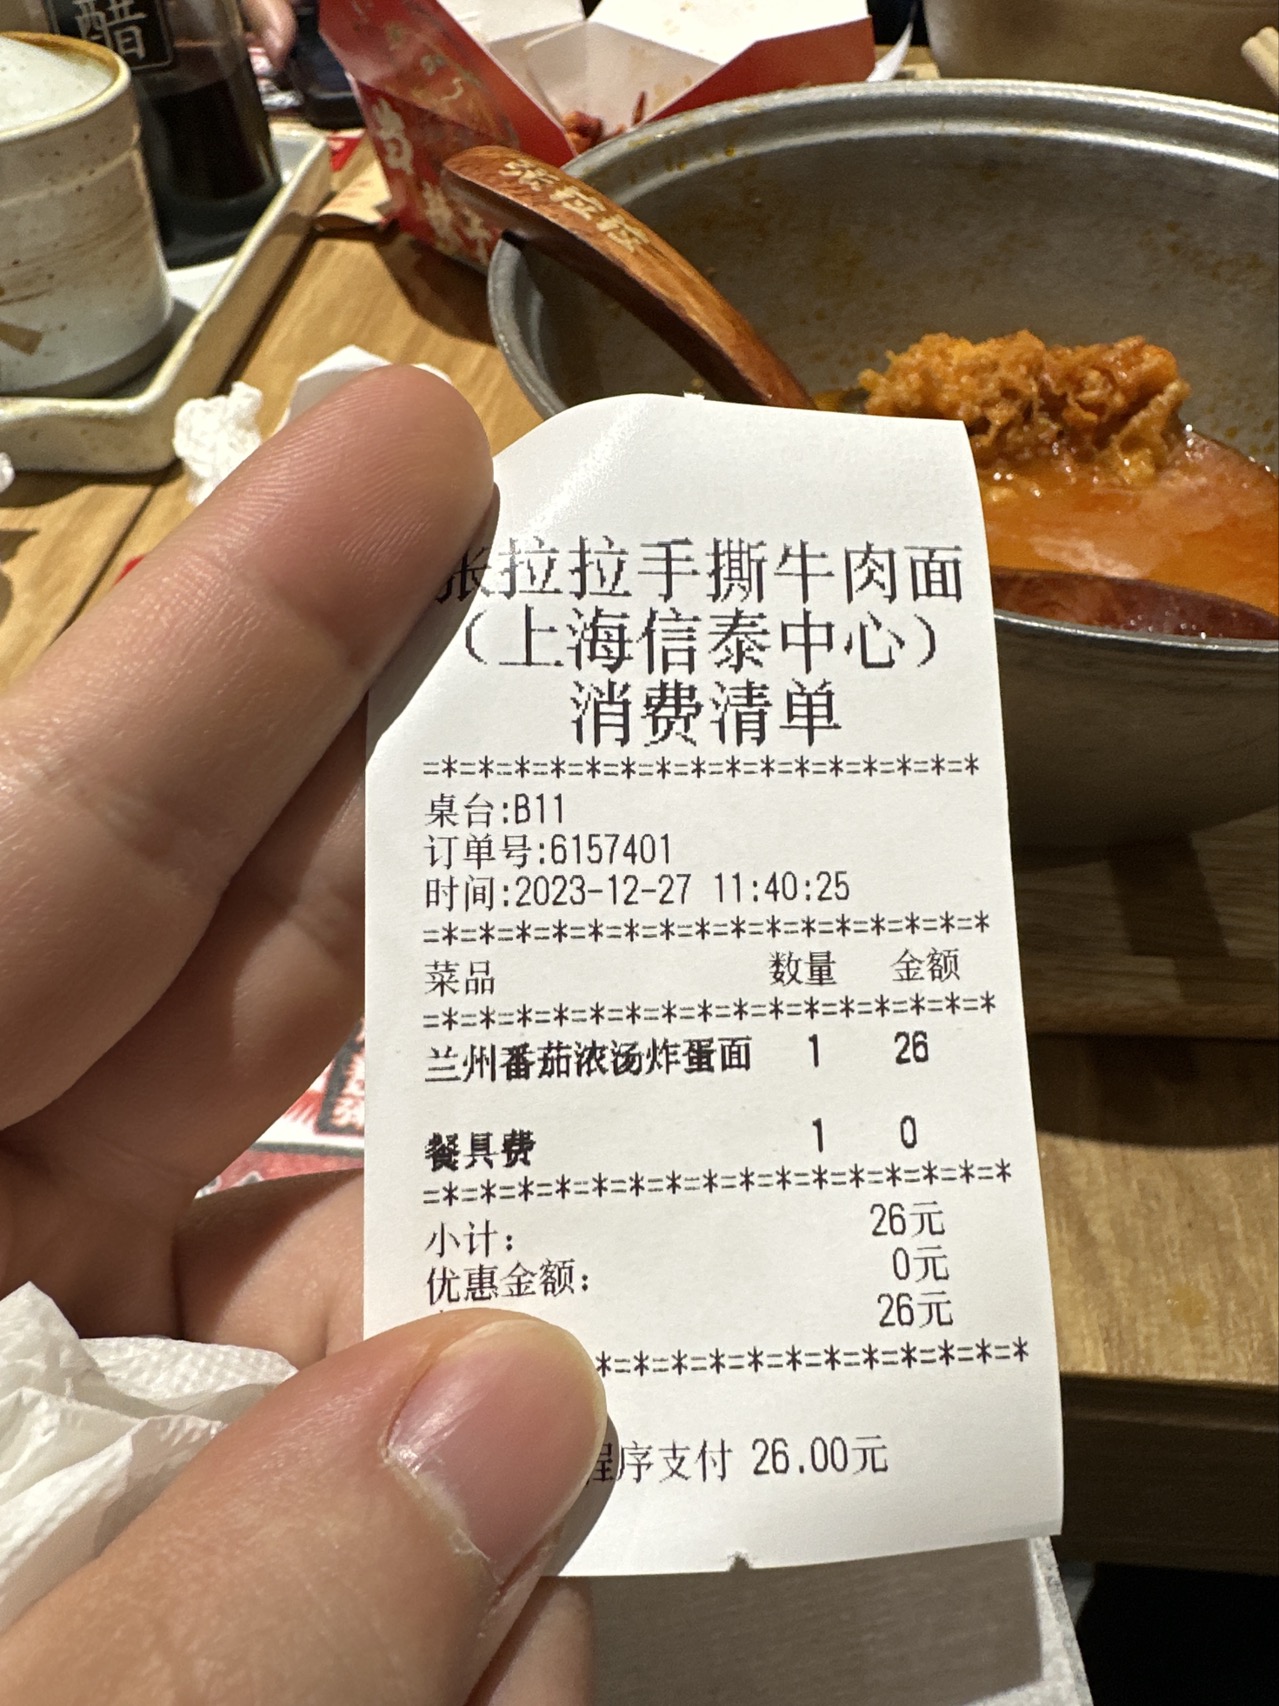 醋
张拉拉
张拉拉手撕牛肉面
（上海信泰中心）
消费清单
=*=*=*=*=*=*=*=*=*=*=*=*=*=*=*=*
桌台:B11
订单号:6157401
时间:2023-12-27 11:40:25
=*=*=*=*=*=*=*=*=*=*=*=*=*=*=*=*
菜品 数量 金额
=*=*=*=*=*=*=*=*=*=*=*=*=*=*=*=*
兰州番茄浓汤炸蛋面 1 26
餐具费 1 0
=*=*=*=*=*=*=*=*=*=*=*=*=*=*=*=*
小计： 26元
优惠金额： 0元
26元
*=*=*=*=*=*=*=*=*=*=*=*
程序支付 26.00元